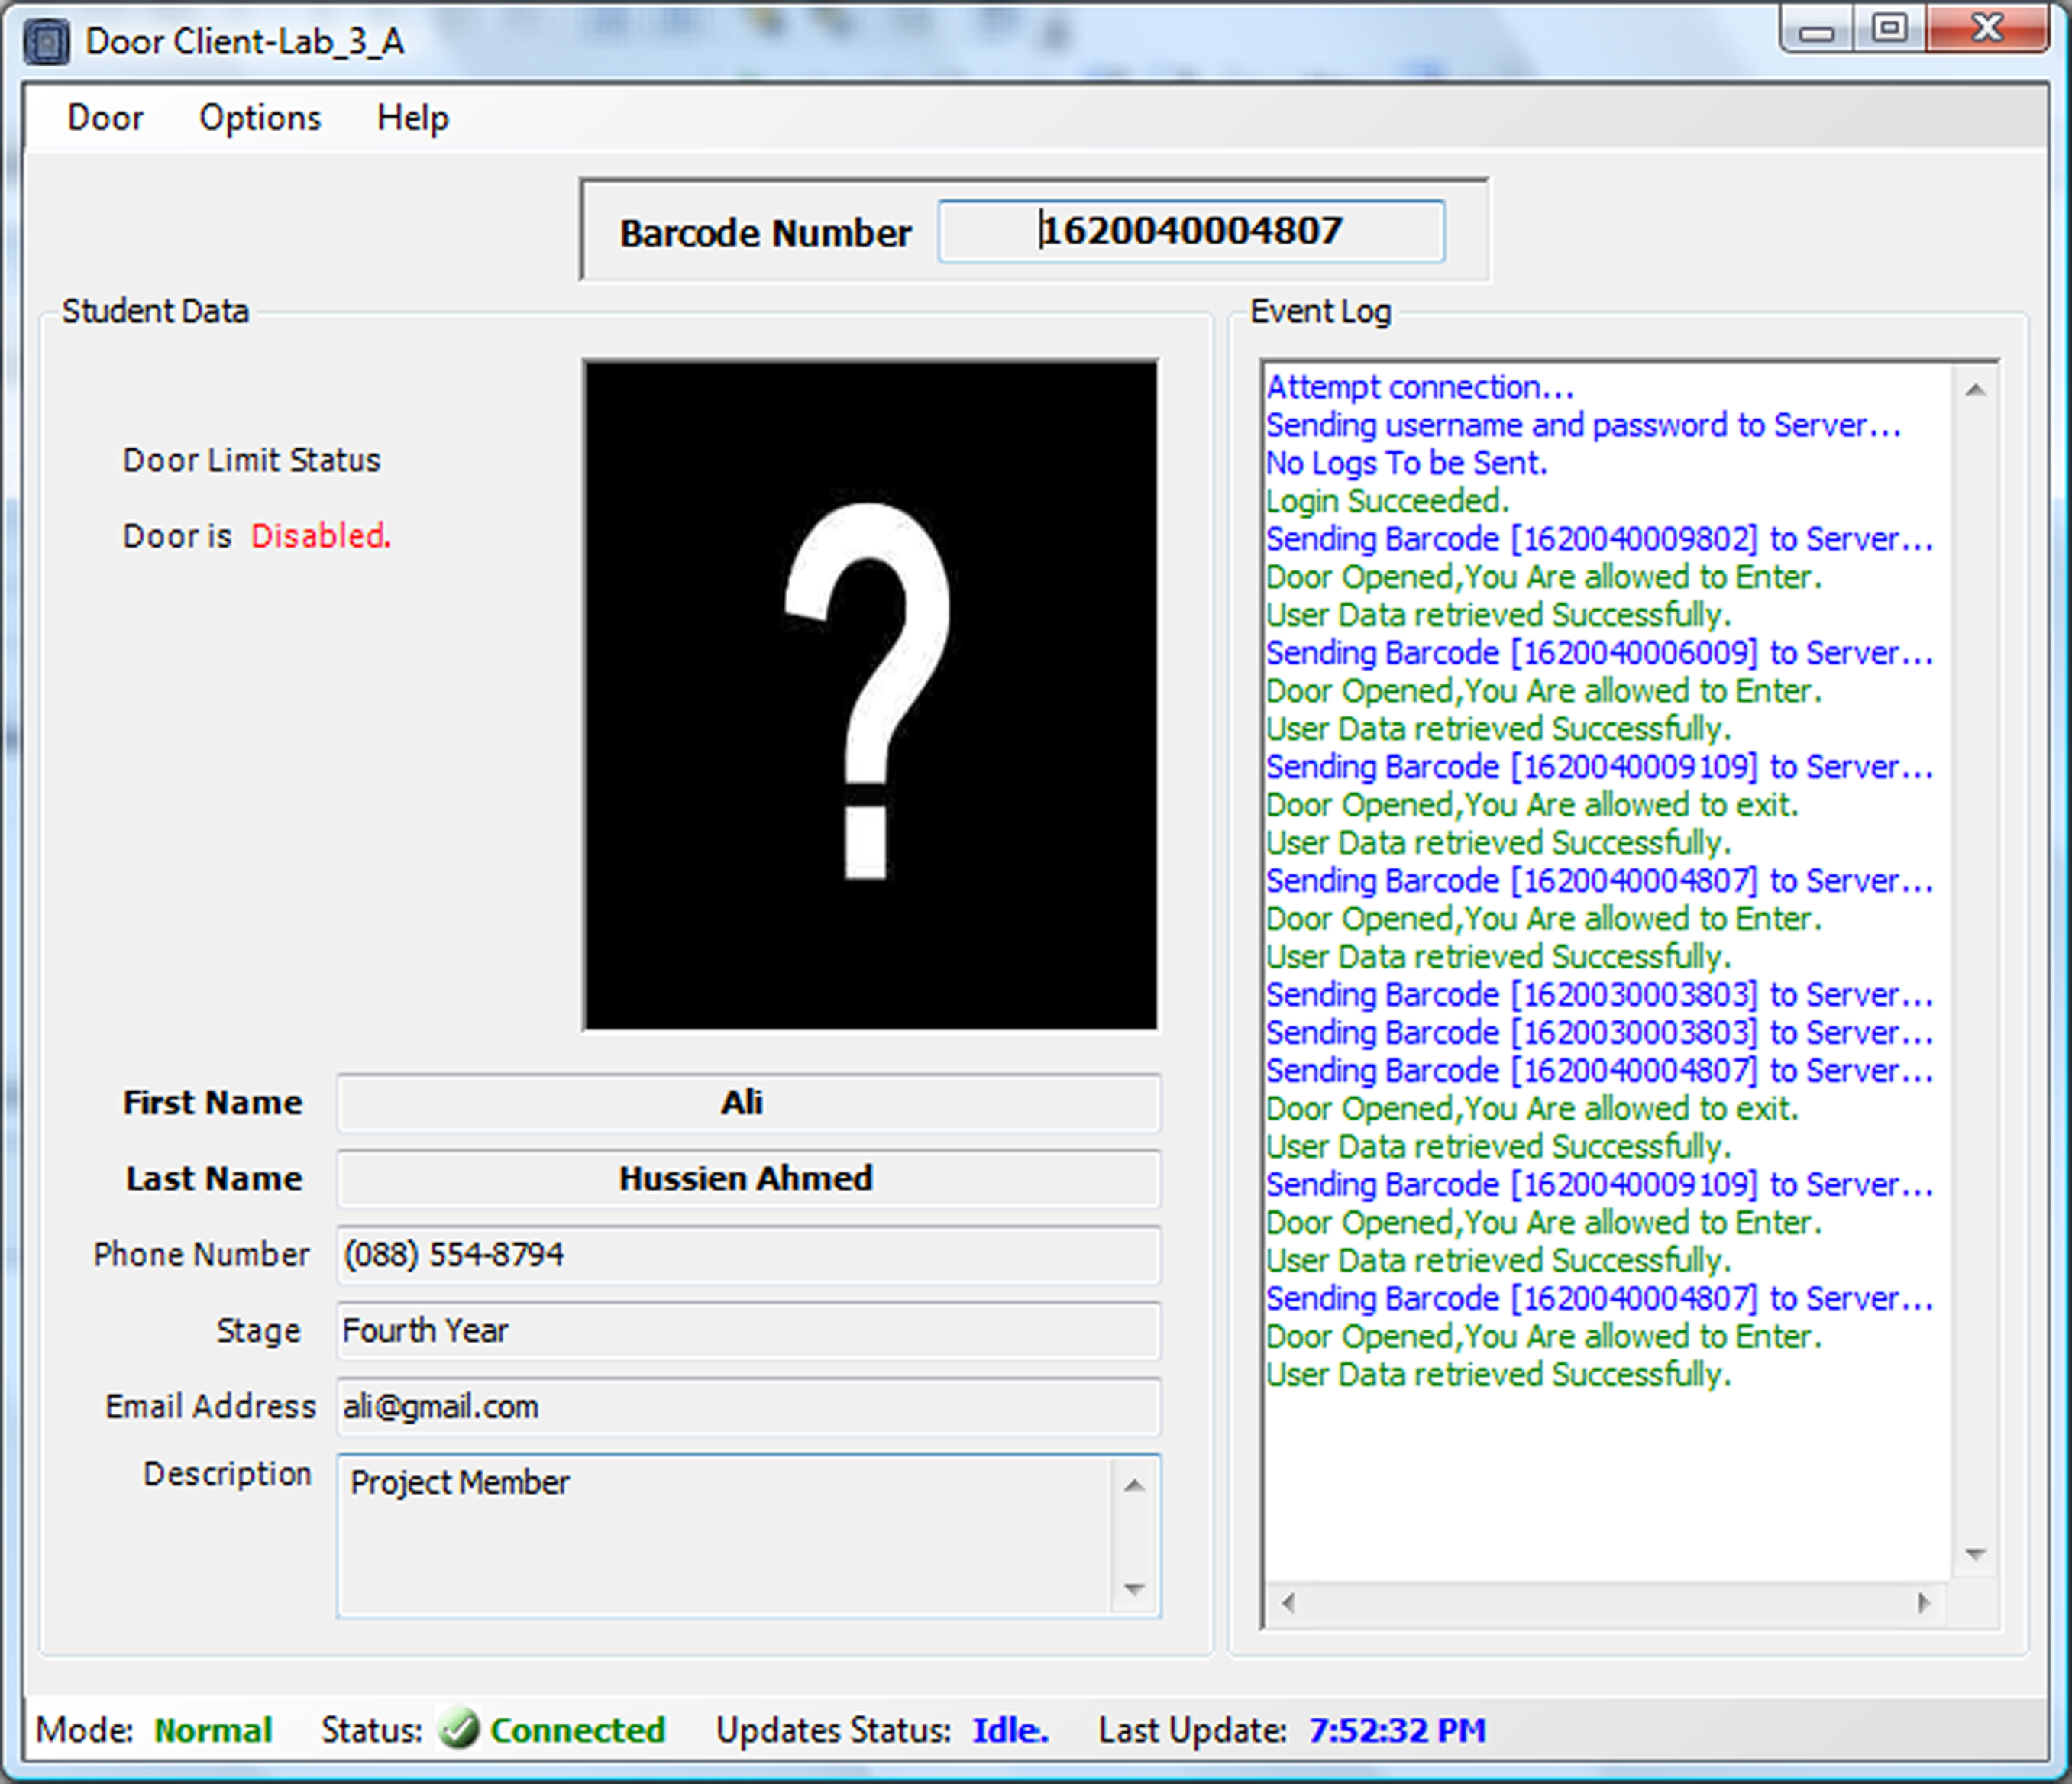 Door Client-Lab_3_A
Door Options Help
Barcode Number 1620040004807
Student Data
Door Limit Status
Door is Disabled.
?
First Name Ali
Last Name Hussien Ahmed
Phone Number (088) 554-8794
Stage Fourth Year
Email Address ali@gmail.com
Description Project Member
Event Log
Attempt connection...
Sending username and password to Server...
No Logs To be Sent.
Login Succeeded.
Sending Barcode [1620040009802] to Server...
Door Opened,You Are allowed to Enter.
User Data retrieved Successfully.
Sending Barcode [1620040006009] to Server...
Door Opened,You Are allowed to Enter.
User Data retrieved Successfully.
Sending Barcode [1620040009109] to Server...
Door Opened,You Are allowed to exit.
User Data retrieved Successfully.
Sending Barcode [1620040004807] to Server...
Door Opened,You Are allowed to Enter.
User Data retrieved Successfully.
Sending Barcode [1620030003803] to Server...
Sending Barcode [1620030003803] to Server...
Sending Barcode [1620040004807] to Server...
Door Opened,You Are allowed to exit.
User Data retrieved Successfully.
Sending Barcode [1620040009109] to Server...
Door Opened,You Are allowed to Enter.
User Data retrieved Successfully.
Sending Barcode [1620040004807] to Server...
Door Opened,You Are allowed to Enter.
User Data retrieved Successfully.
Mode: Normal Status: Connected Updates Status: Idle. Last Update: 7:52:32 PM